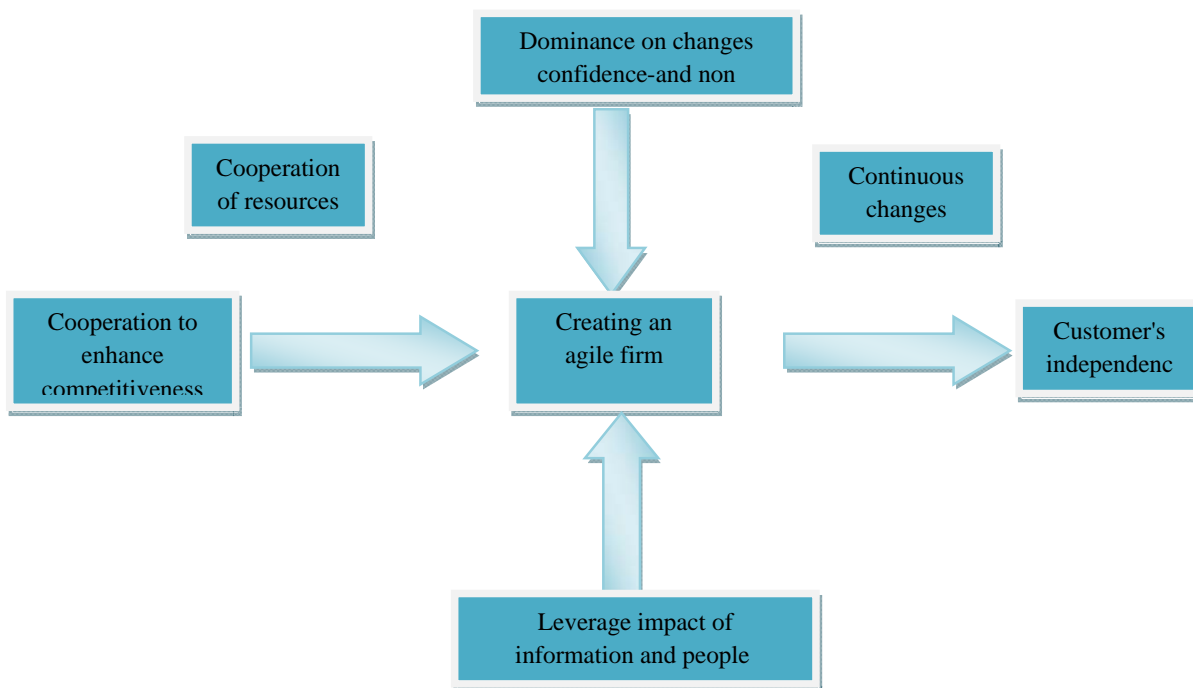 Dominance on changes
confidence-and non
Cooperation
of resources
Continuous
changes
Cooperation to
enhance
competitiveness
Creating an
agile firm
Customer's
independenc
Leverage impact of
information and people